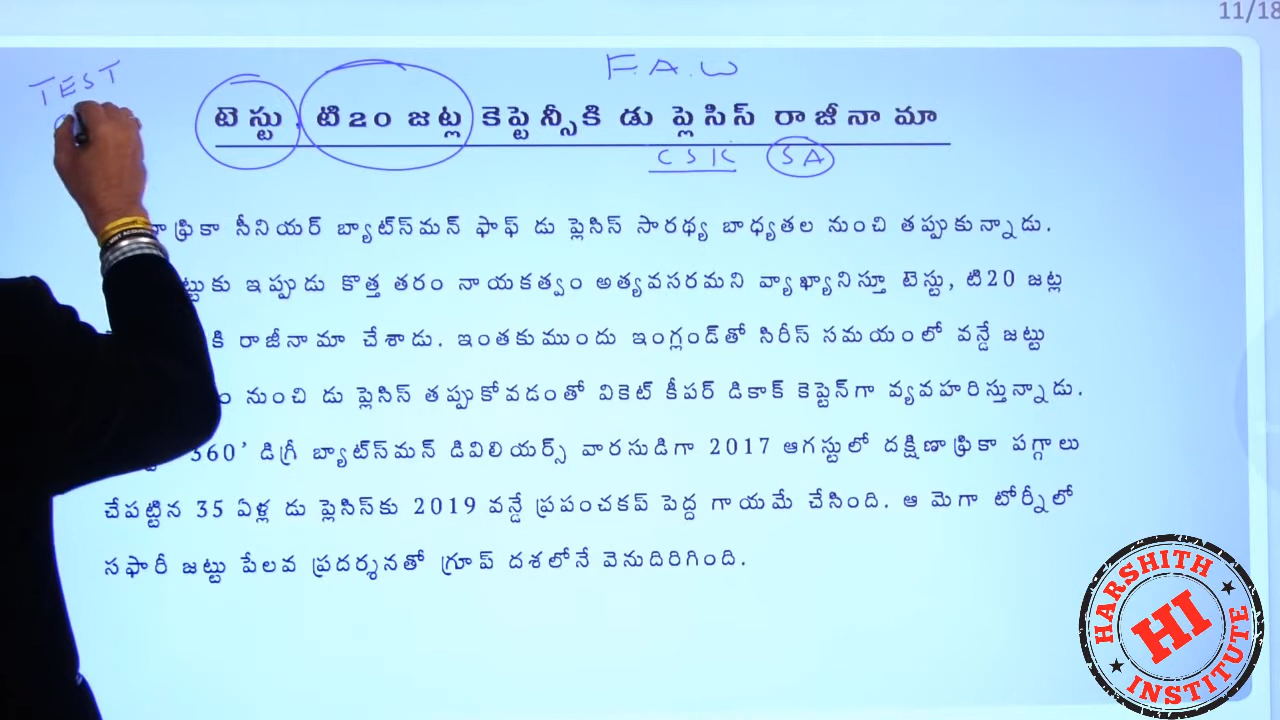 11/18
F.A.W
TEST
టెస్టు, టి20 జట్ల కెప్టెన్సీకి డు ప్లెసిస్ రాజీనామా
CSK SA
సీనియర్ బ్యాట్స్‌మన్ ఫాఫ్ డు ప్లెసిస్ సారథ్య బాధ్యతల నుంచి తప్పుకున్నాడు.
ఇప్పుడు కొత్త తరం నాయకత్వం అత్యవసరమని వ్యాఖ్యానిస్తూ టెస్టు, టి20 జట్ల
కి రాజీనామా చేశాడు. ఇంతకుముందు ఇంగ్లండ్‌తో సిరీస్ సమయంలో వన్డే జట్టు
నుంచి డు ప్లెసిస్ తప్పుకోవడంతో వికెట్ కీపర్ డికాక్ కెప్టెన్‌గా వ్యవహరిస్తున్నాడు.
360’ డిగ్రీ బ్యాట్స్‌మన్ డివిలియర్స్ వారసుడిగా 2017 ఆగస్టులో దక్షిణాఫ్రికా పగ్గాలు
చేపట్టిన 35 ఏళ్ల డు ప్లెసిస్‌కు 2019 వన్డే ప్రపంచకప్ పెద్ద గాయమే చేసింది. ఆ మెగా టోర్నీలో
సఫారీ జట్టు పేలవ ప్రదర్శనతో గ్రూప్ దశలోనే వెనుదిరిగింది.
HARSHITH
HI
INSTITUTE